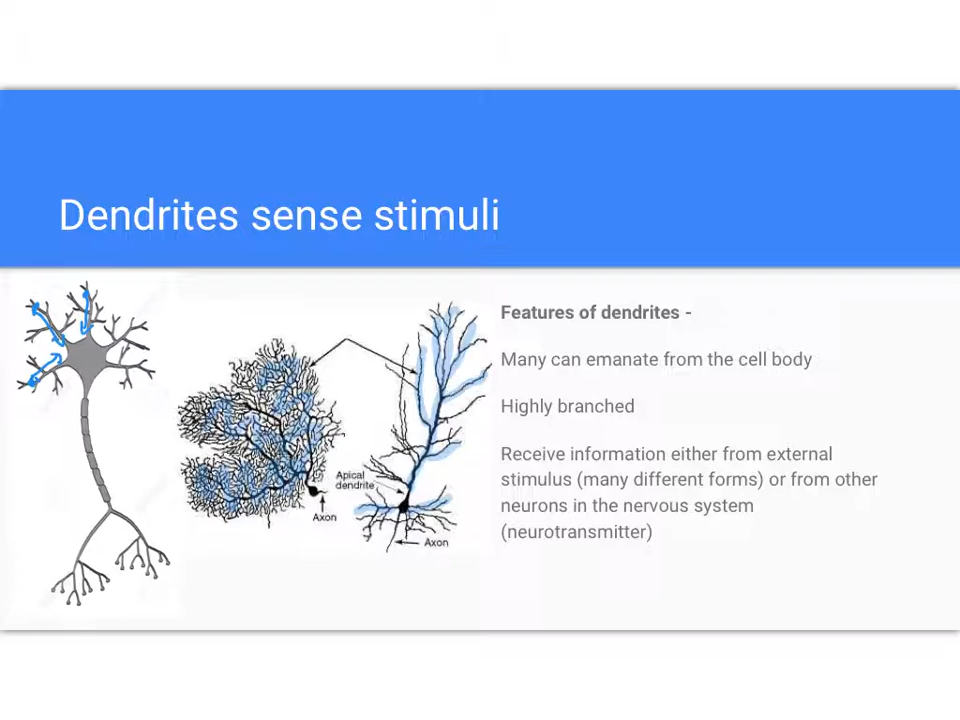 Dendrites sense stimuli
Features of dendrites -
Many can emanate from the cell body
Highly branched
Receive information either from external
stimulus (many different forms) or from other
neurons in the nervous system
(neurotransmitter)
Apical
dendrite
Axon
Axon